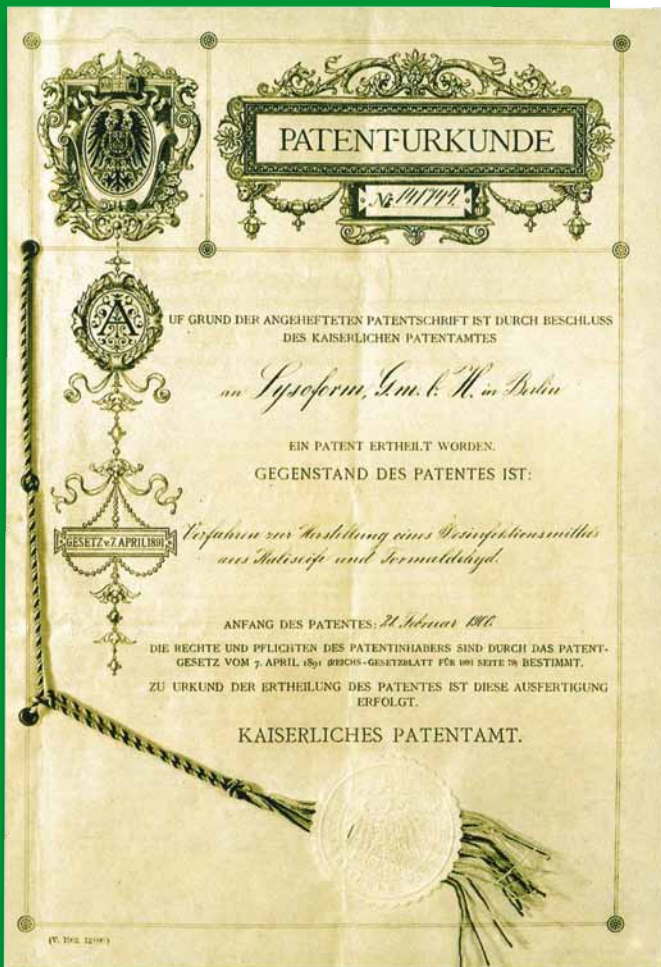 PATENT-URKUNDE
No. 141744.
AUF GRUND DER ANGEHEFTETEN PATENTSCHRIFT IST DURCH BESCHLUSS
DES KAISERLICHEN PATENTAMTES
an Lysoform, G.m.b.H. in Berlin
EIN PATENT ERTHEILT WORDEN.
GEGENSTAND DES PATENTES IST:
Verfahren zur Herstellung eines Desinfektionsmittels
aus Kaliseife und Formaldehyd.
GESETZ v. 7. APRIL 1891
ANFANG DES PATENTES: 21. Februar 1900.
DIE RECHTE UND PFLICHTEN DES PATENTINHABERS SIND DURCH DAS PATENT-
GESETZ VOM 7. APRIL 1891 (REICHS-GESETZBLATT FÜR 1891 SEITE 79) BESTIMMT.
ZU URKUND DER ERTHEILUNG DES PATENTES IST DIESE AUSFERTIGUNG
ERFOLGT.
KAISERLICHES PATENTAMT.